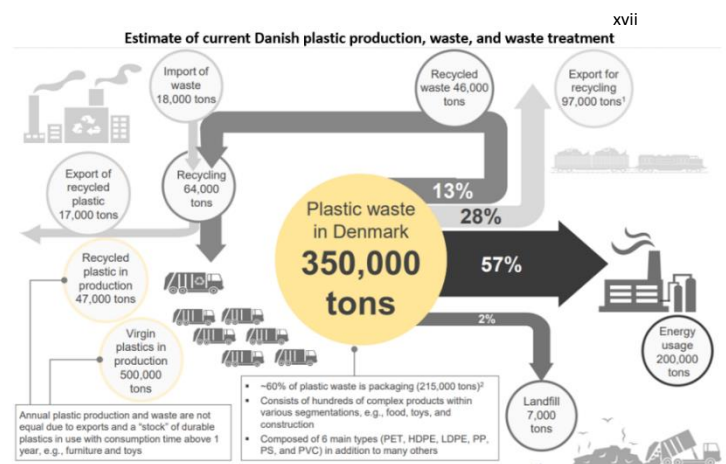 xvii
Estimate of current Danish plastic production, waste, and waste treatment
Import of
waste
18,000 tons
Recycled
waste 46,000
tons
Export for
recycling
97,000 tons¹
Export of
recycled
plastic
17,000 tons
Recycling
64,000
tons
13%
28%
Plastic waste
in Denmark
350,000
tons
57%
Recycled
plastic in
production
47,000 tons
2%
Virgin
plastics in
production
500,000
tons
Energy
usage
200,000
tons
Annual plastic production and waste are not
equal due to exports and a “stock” of durable
plastics in use with consumption time above 1
year, e.g., furniture and toys
▪ ~60% of plastic waste is packaging (215,000 tons)²
▪ Consists of hundreds of complex products within
various segmentations, e.g., food, toys, and
construction
▪ Composed of 6 main types (PET, HDPE, LDPE, PP,
PS, and PVC) in addition to many others
Landfill
7,000
tons